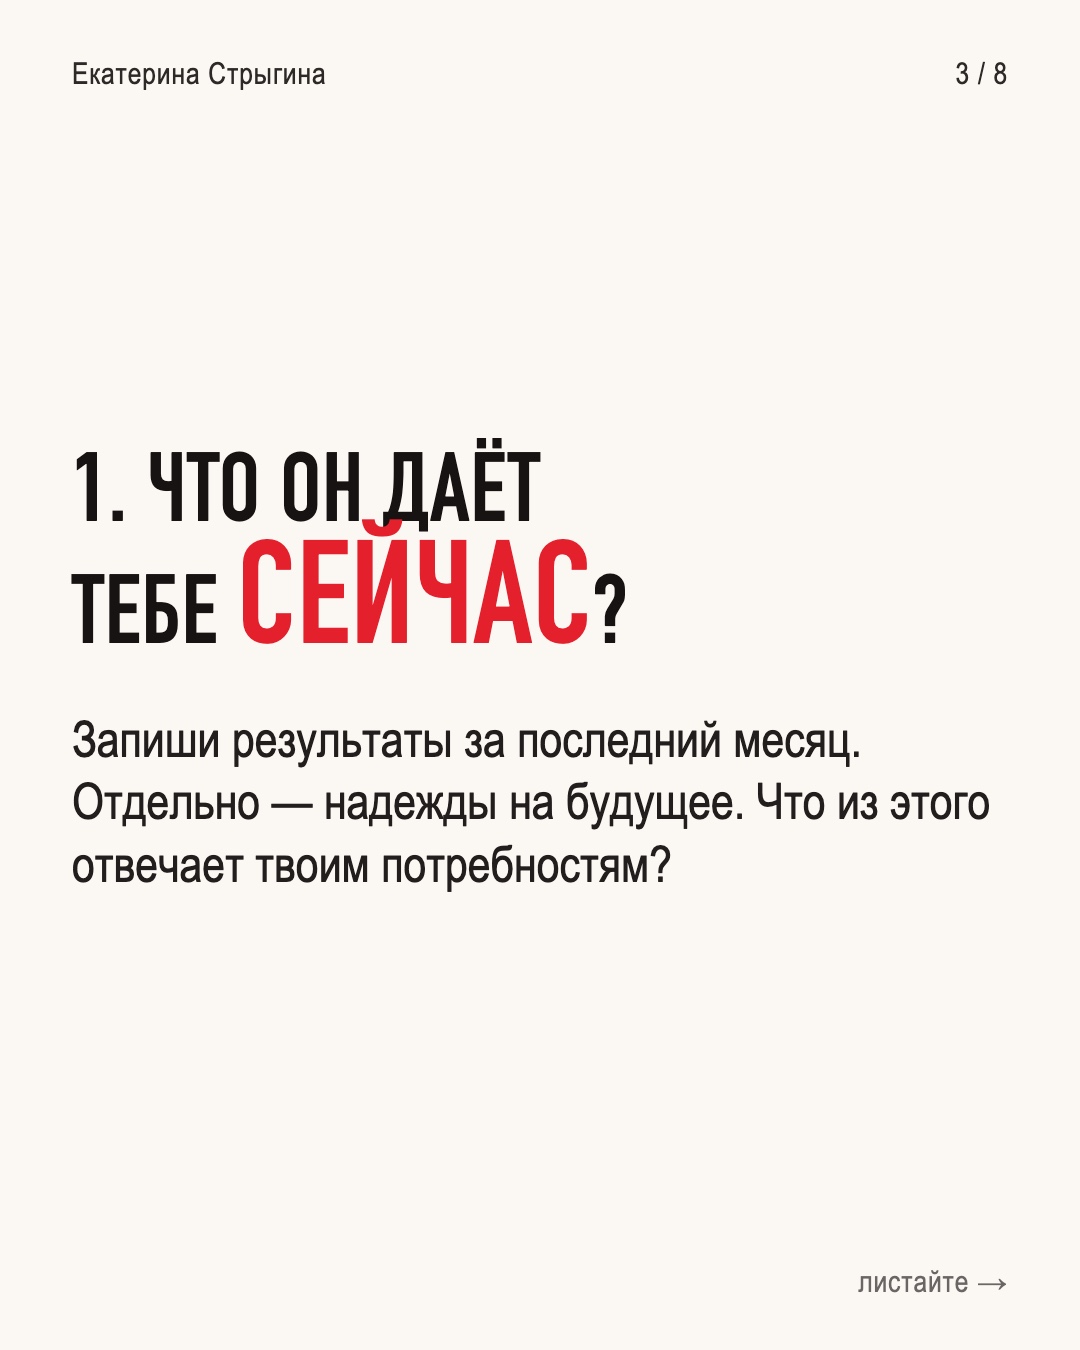 Екатерина Стрыгина
3 / 8
1. ЧТО ОН ДАЁТ
ТЕБЕ СЕЙЧАС?
Запиши результаты за последний месяц.
Отдельно — надежды на будущее. Что из этого
отвечает твоим потребностям?
листайте →